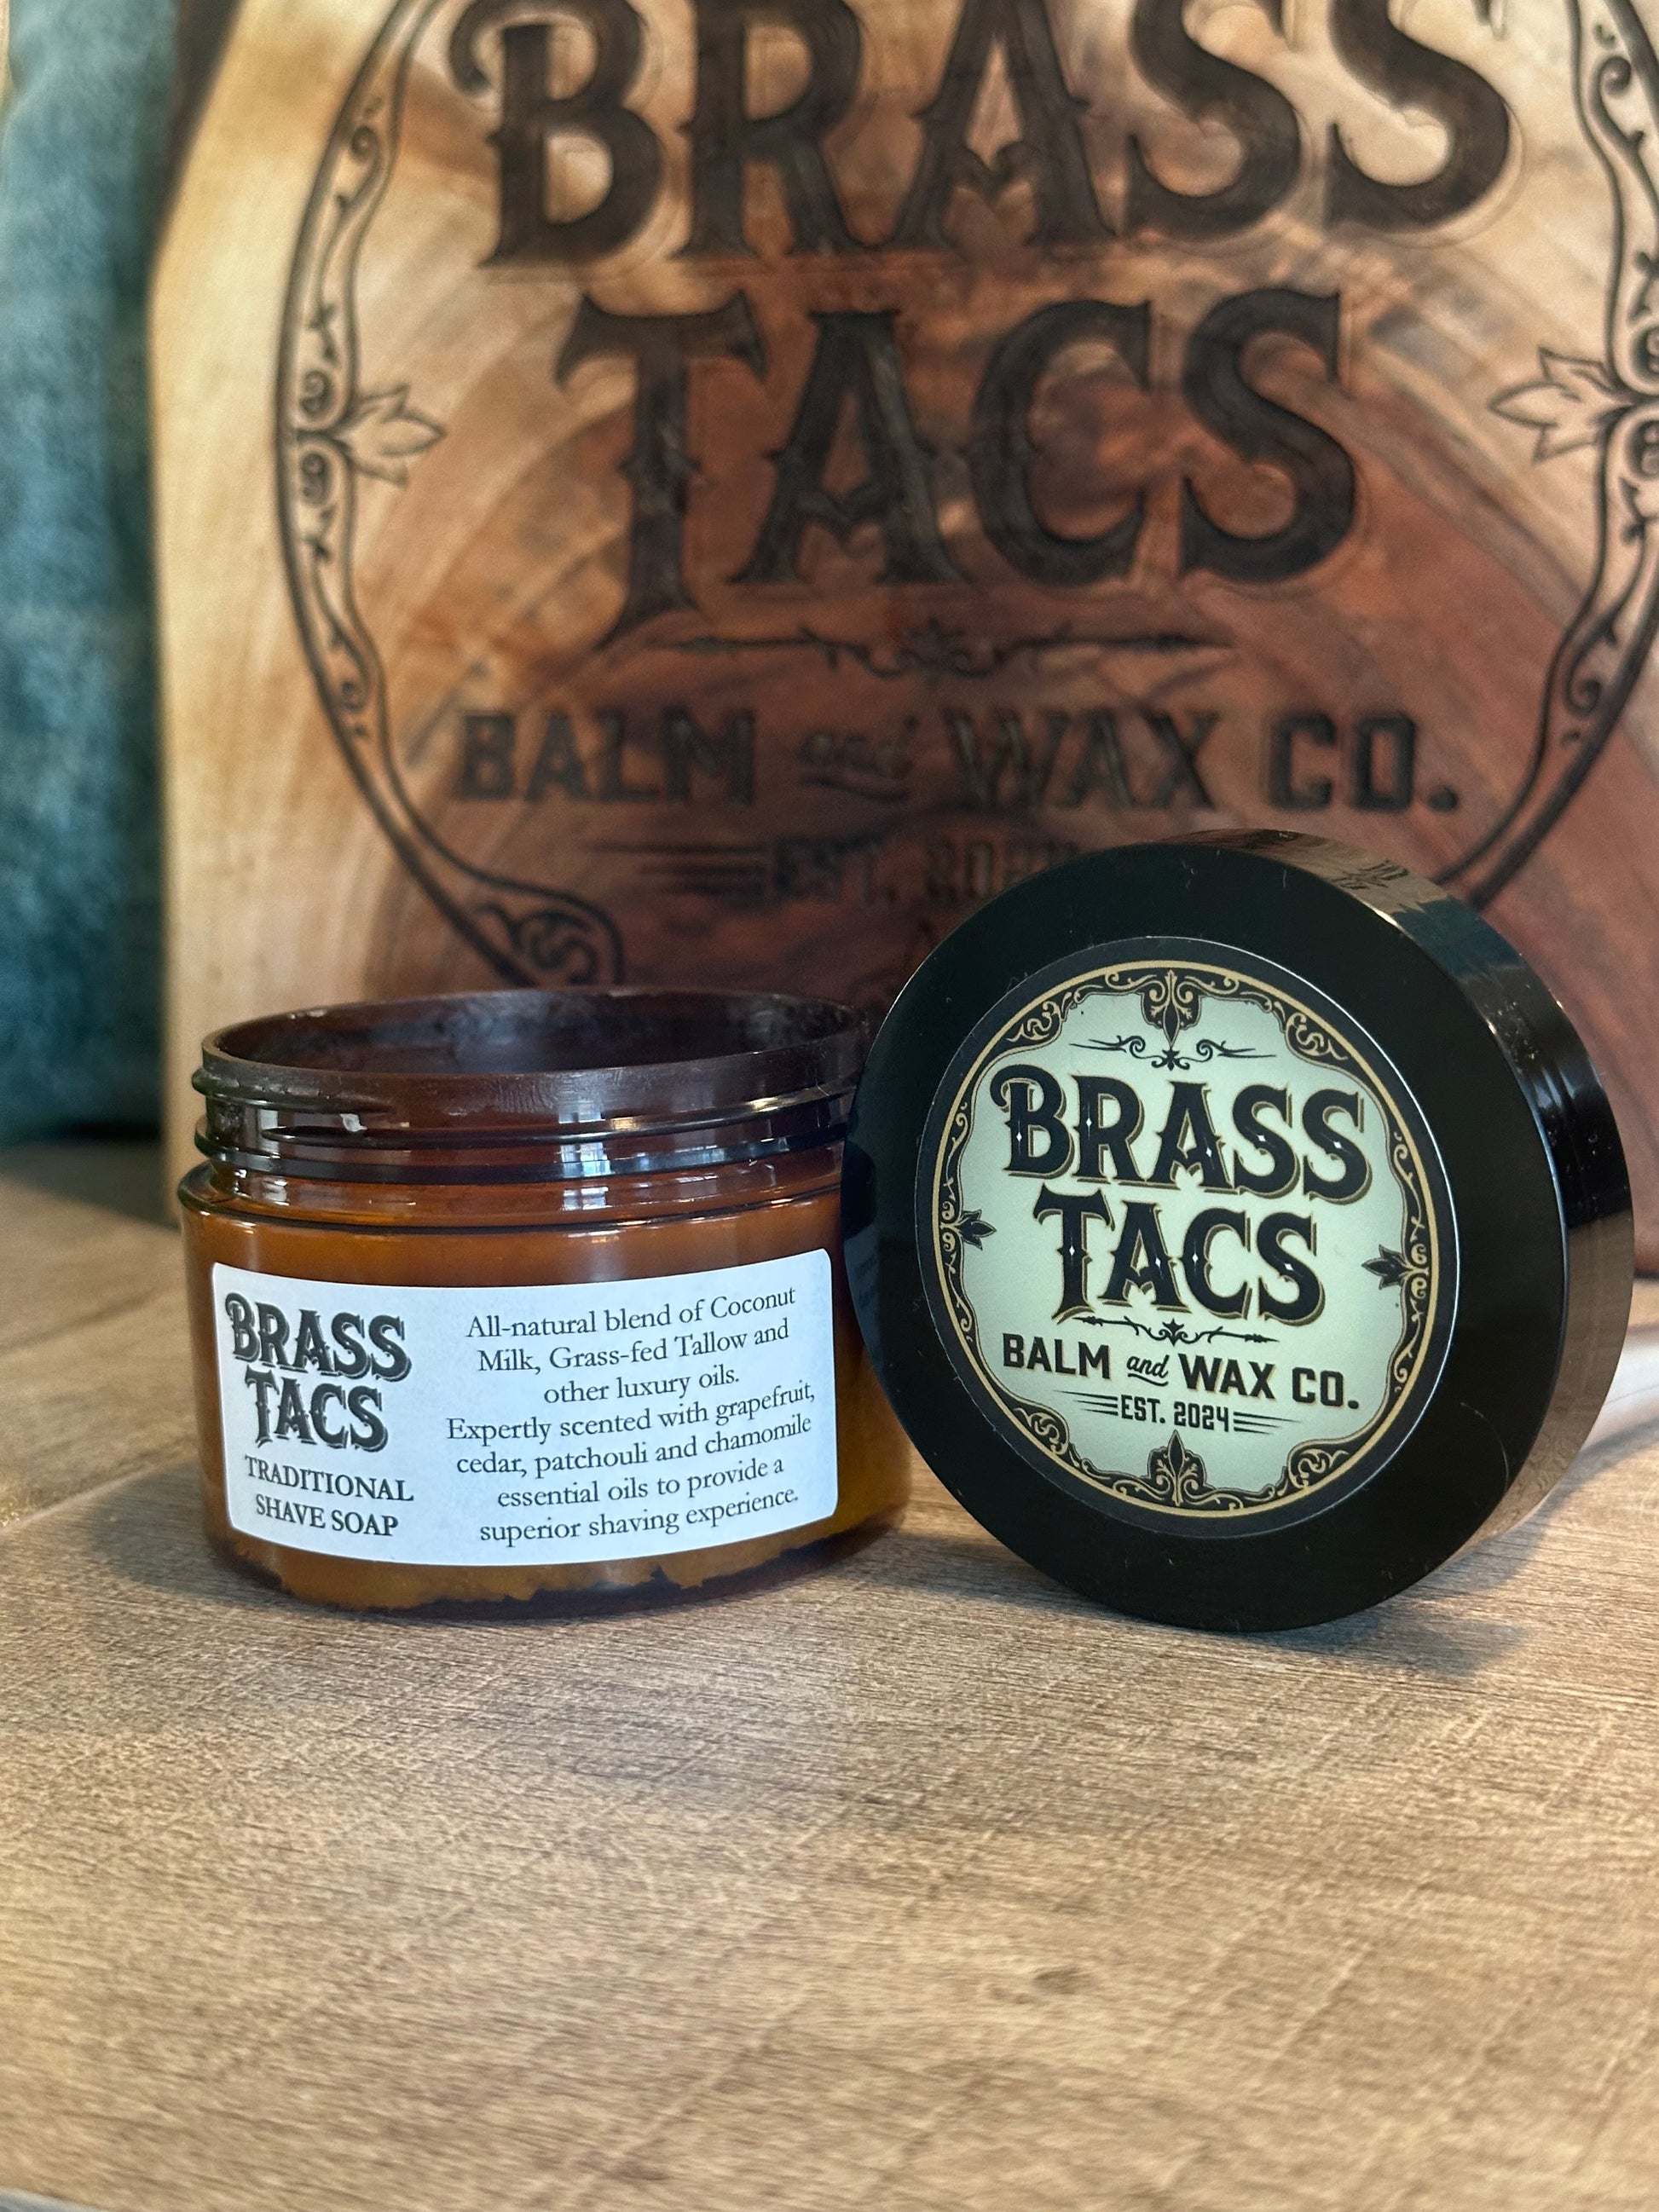 BRASS
TACS
BALM and WAX CO.
EST.
BRASS
TACS
TRADITIONAL
SHAVE SOAP
All-natural blend of Coconut
Milk, Grass-fed Tallow and
other luxury oils.
Expertly scented with grapefruit,
cedar, patchouli and chamomile
essential oils to provide a
superior shaving experience.
BRASS
TACS
BALM and WAX CO.
EST. 2024